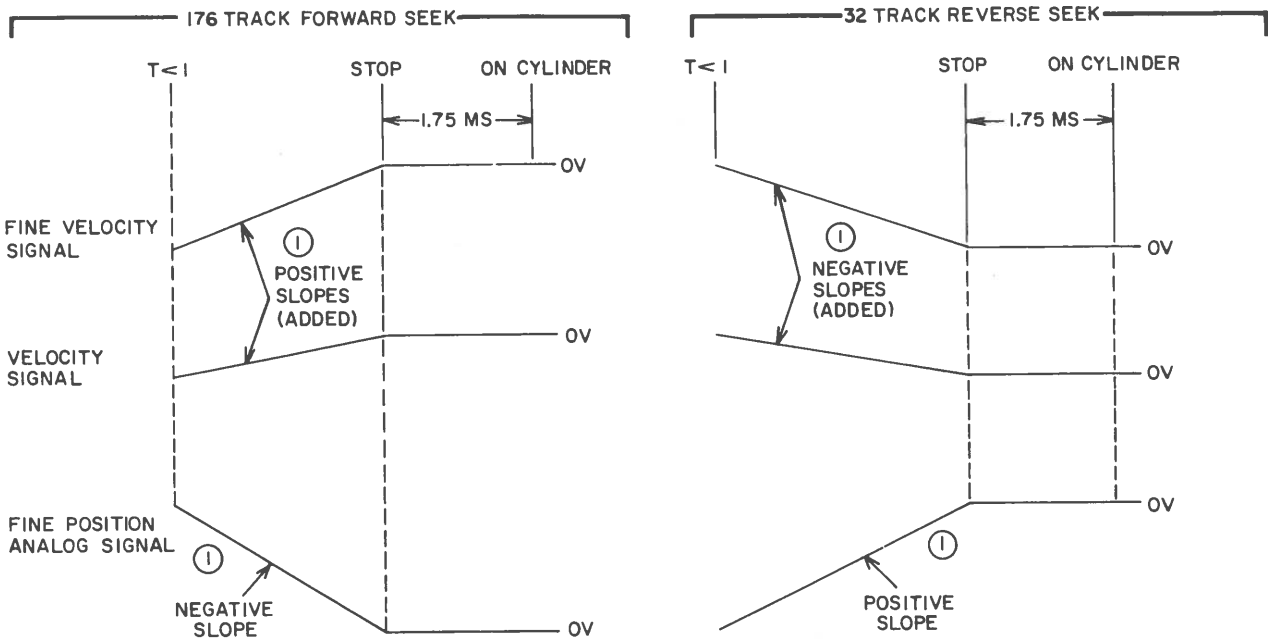 176 TRACK FORWARD SEEK
T<1
STOP
ON CYLINDER
1.75 MS
0V
FINE VELOCITY
SIGNAL
1
POSITIVE
SLOPES
(ADDED)
0V
VELOCITY
SIGNAL
FINE POSITION
ANALOG SIGNAL
1
NEGATIVE
SLOPE
0V
32 TRACK REVERSE SEEK
T<1
STOP
ON CYLINDER
1.75 MS
1
NEGATIVE
SLOPES
(ADDED)
0V
0V
0V
1
POSITIVE
SLOPE